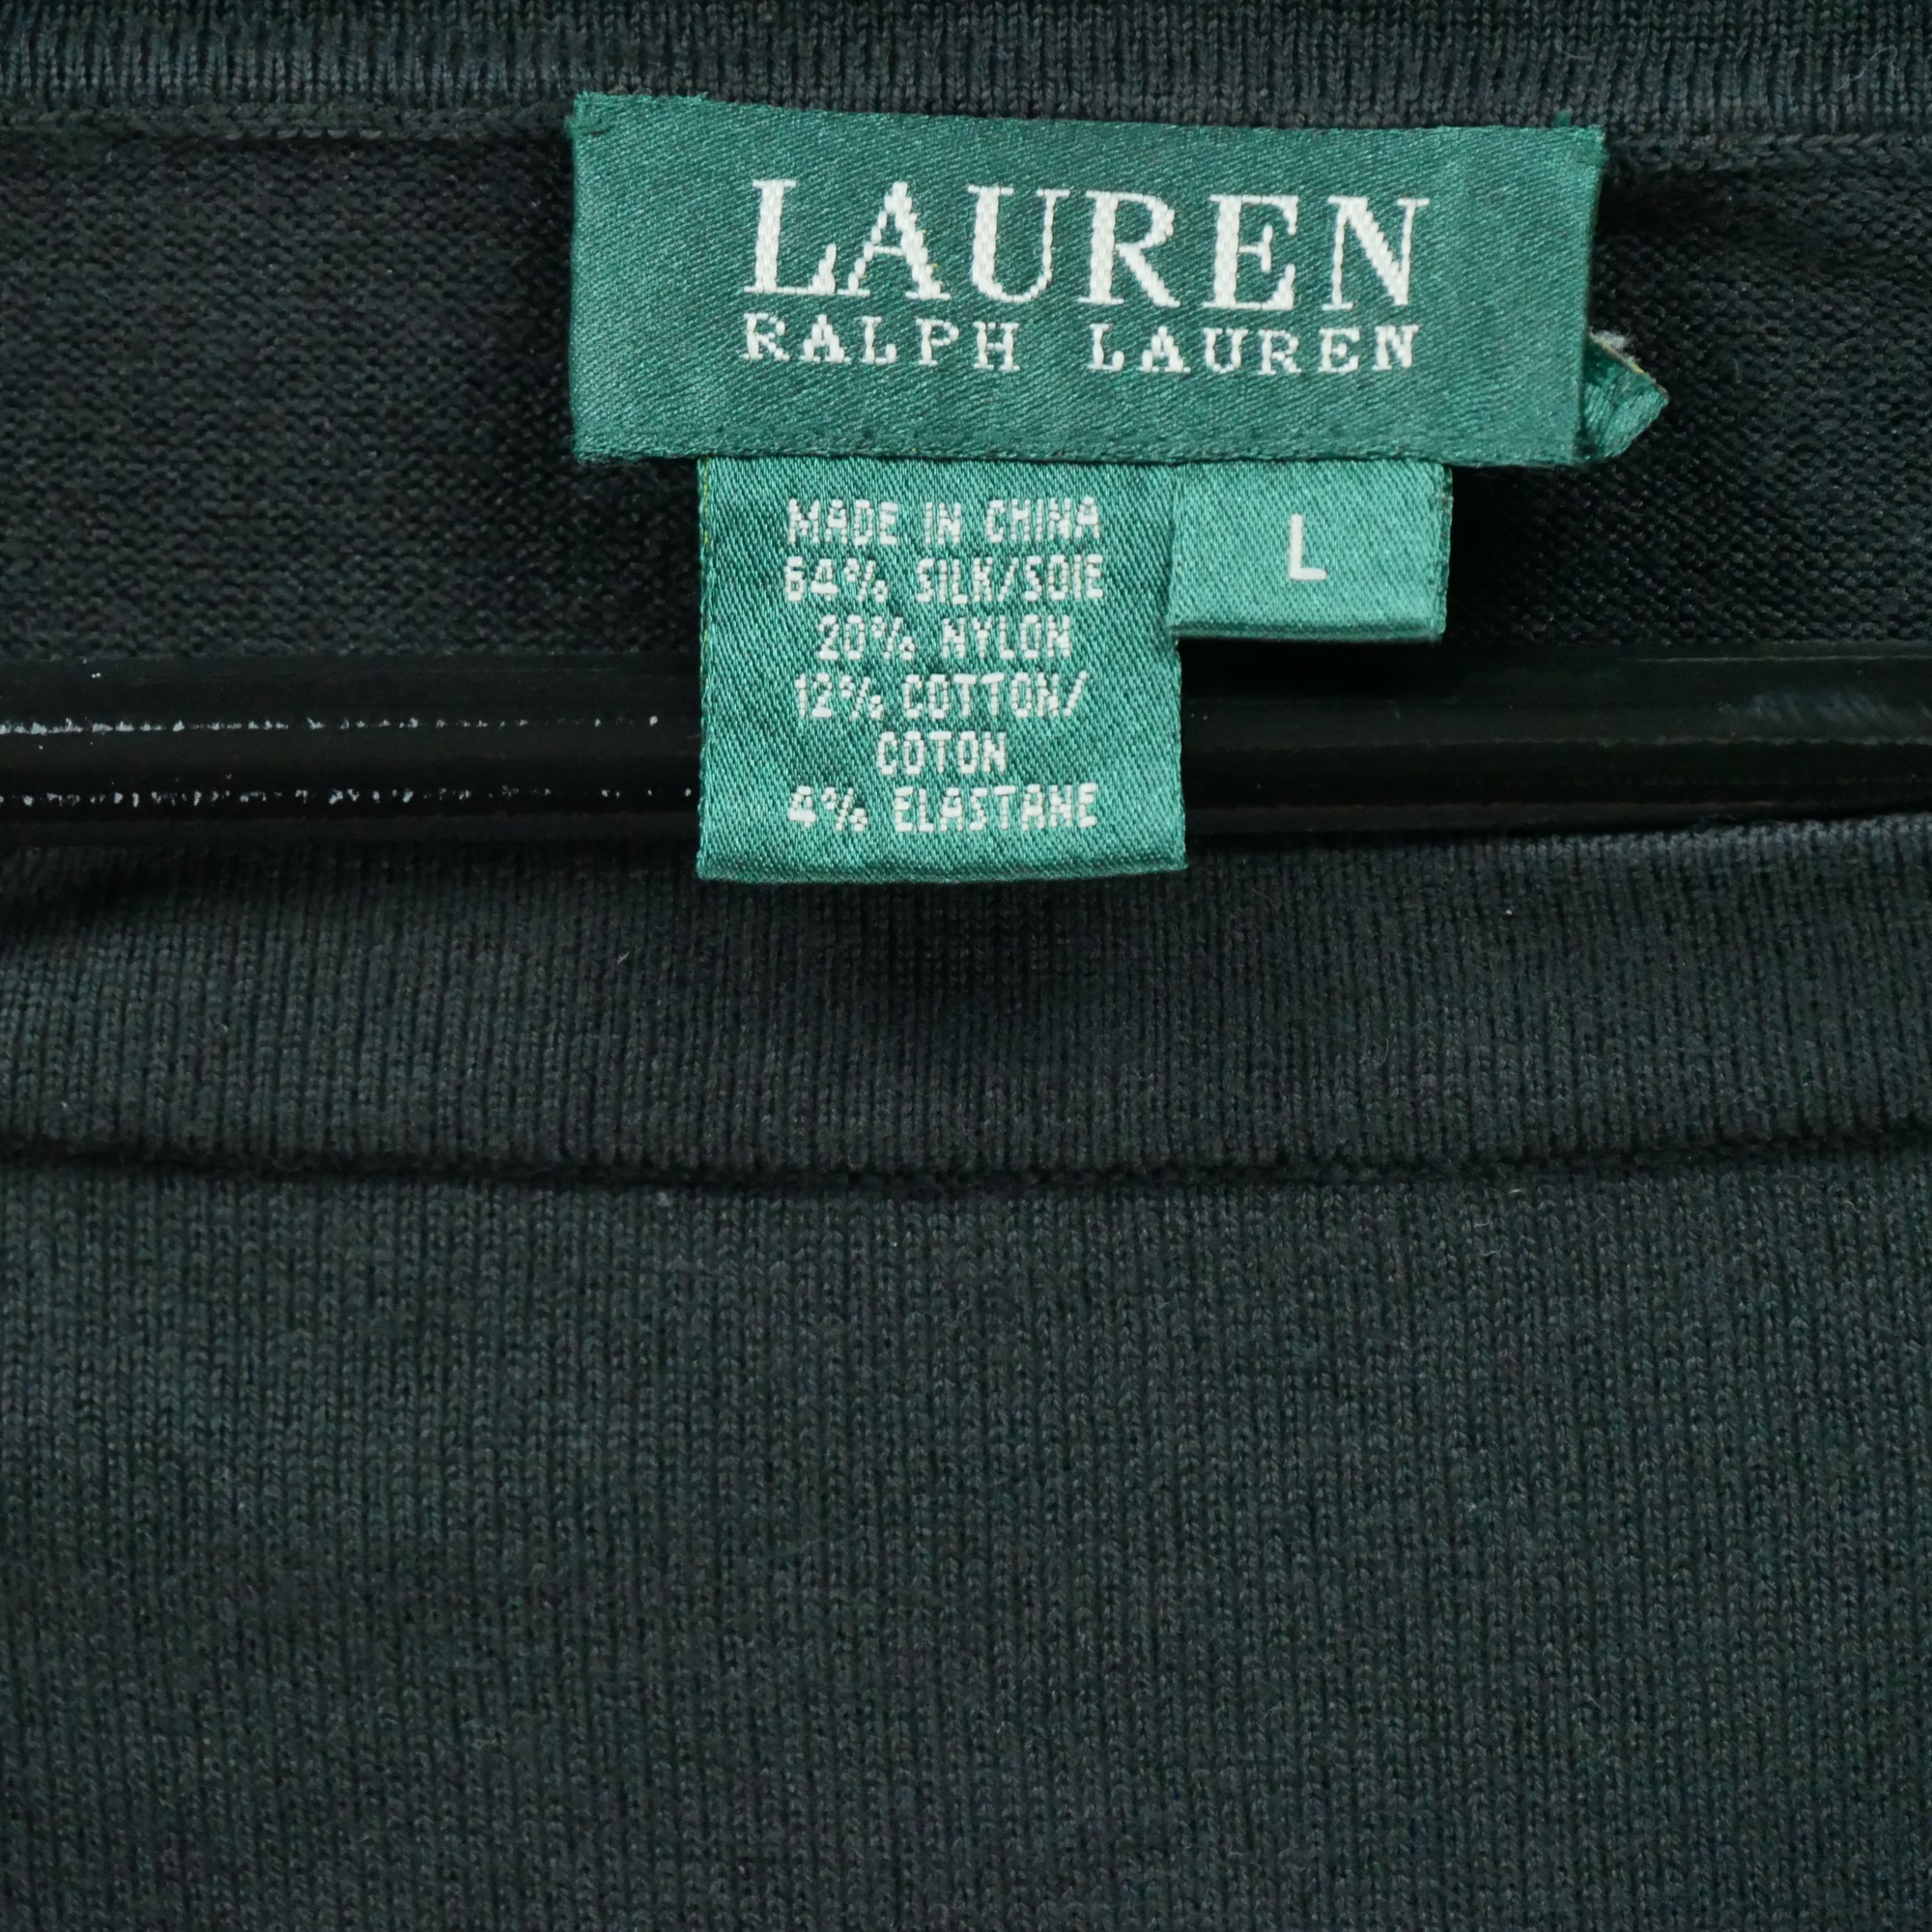 LAUREN
RALPH LAUREN
MADE IN CHINA
64% SILK/SOIE
20% NYLON
12% COTTON/
COTON
4% ELASTANE
L